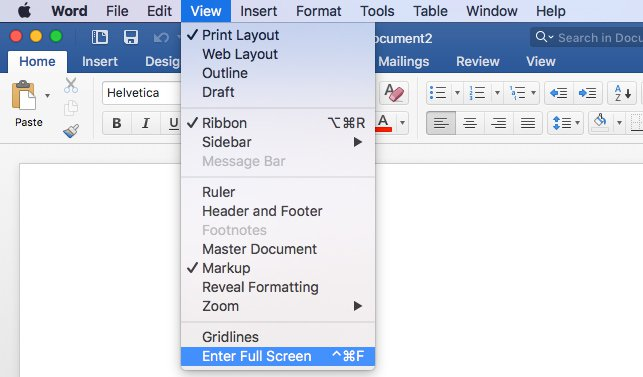 Word File Edit View Insert Format Tools Table Window Help
Document2
Search in Docu
Home Insert Desig Mailings Review View
Paste
Helvetica
B I U
A
A Z
✓ Print Layout
Web Layout
Outline
Draft
✓ Ribbon ⌥⌘R
Sidebar ▶
Message Bar
Ruler
Header and Footer
Footnotes
Master Document
✓ Markup
Reveal Formatting
Zoom ▶
Gridlines
Enter Full Screen ^⌘F